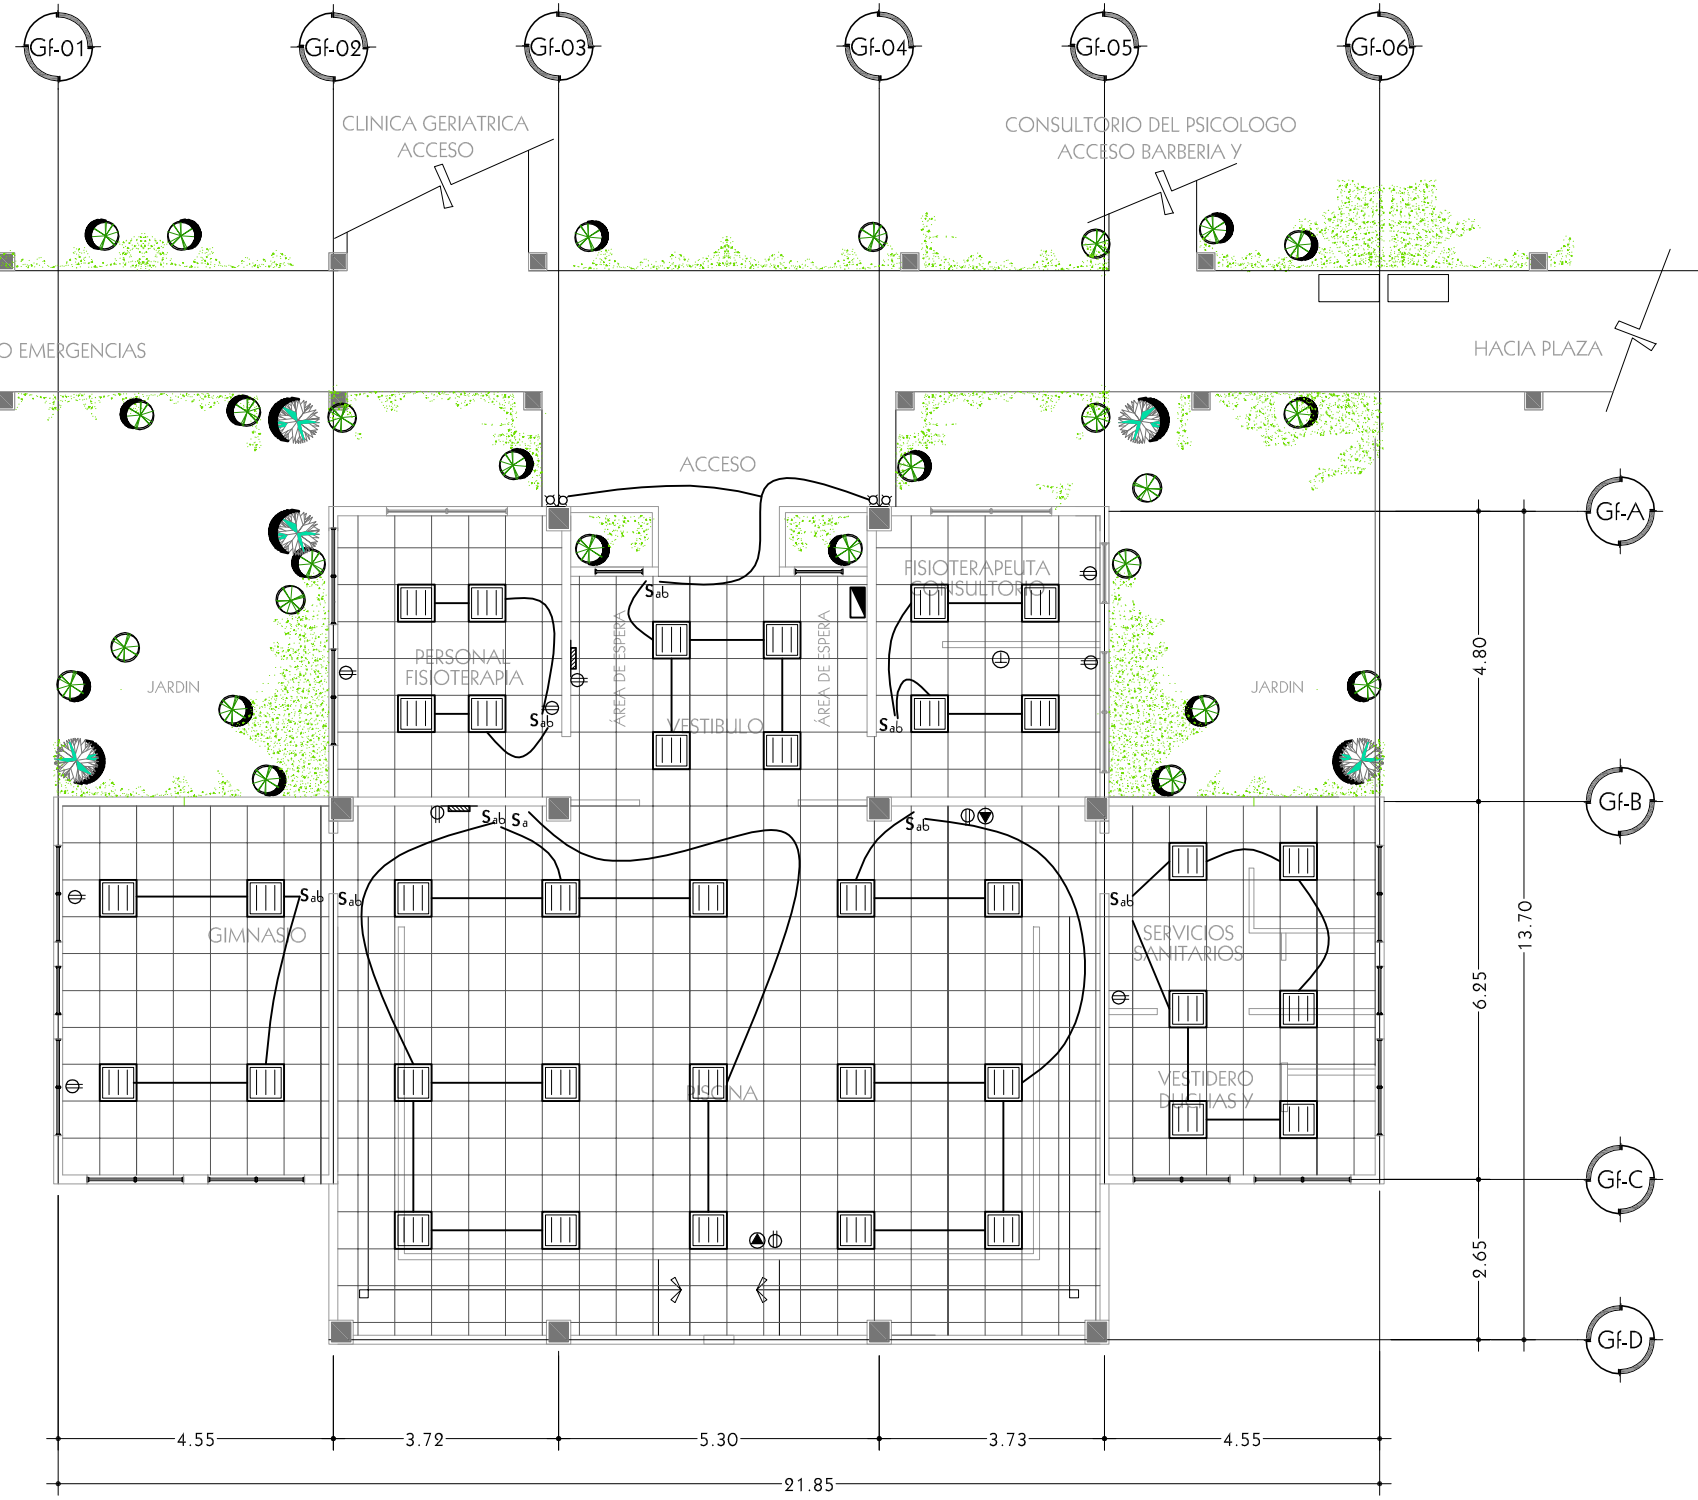 Gf-01
Gf-02
Gf-03
Gf-04
Gf-05
Gf-06
CLINICA GERIATRICA
ACCESO
CONSULTORIO DEL PSICOLOGO
ACCESO BARBERIA Y
O EMERGENCIAS
HACIA PLAZA
ACCESO
Gf-A
FISIOTERAPEUTA
CONSULTORIO
Sab
ÁREA DE ESPERA
ÁREA DE ESPERA
PERSONAL
FISIOTERAPIA
JARDIN
JARDIN
4.80
Sab
VESTIBULO
Sab
Gf-B
Sab
Sa
Sab
Sab
Sab
Sab
GIMNASIO
SERVICIOS
SANITARIOS
13.70
6.25
PISCINA
VESTIDERO
DUCHAS Y
Gf-C
2.65
Gf-D
4.55
3.72
5.30
3.73
4.55
21.85